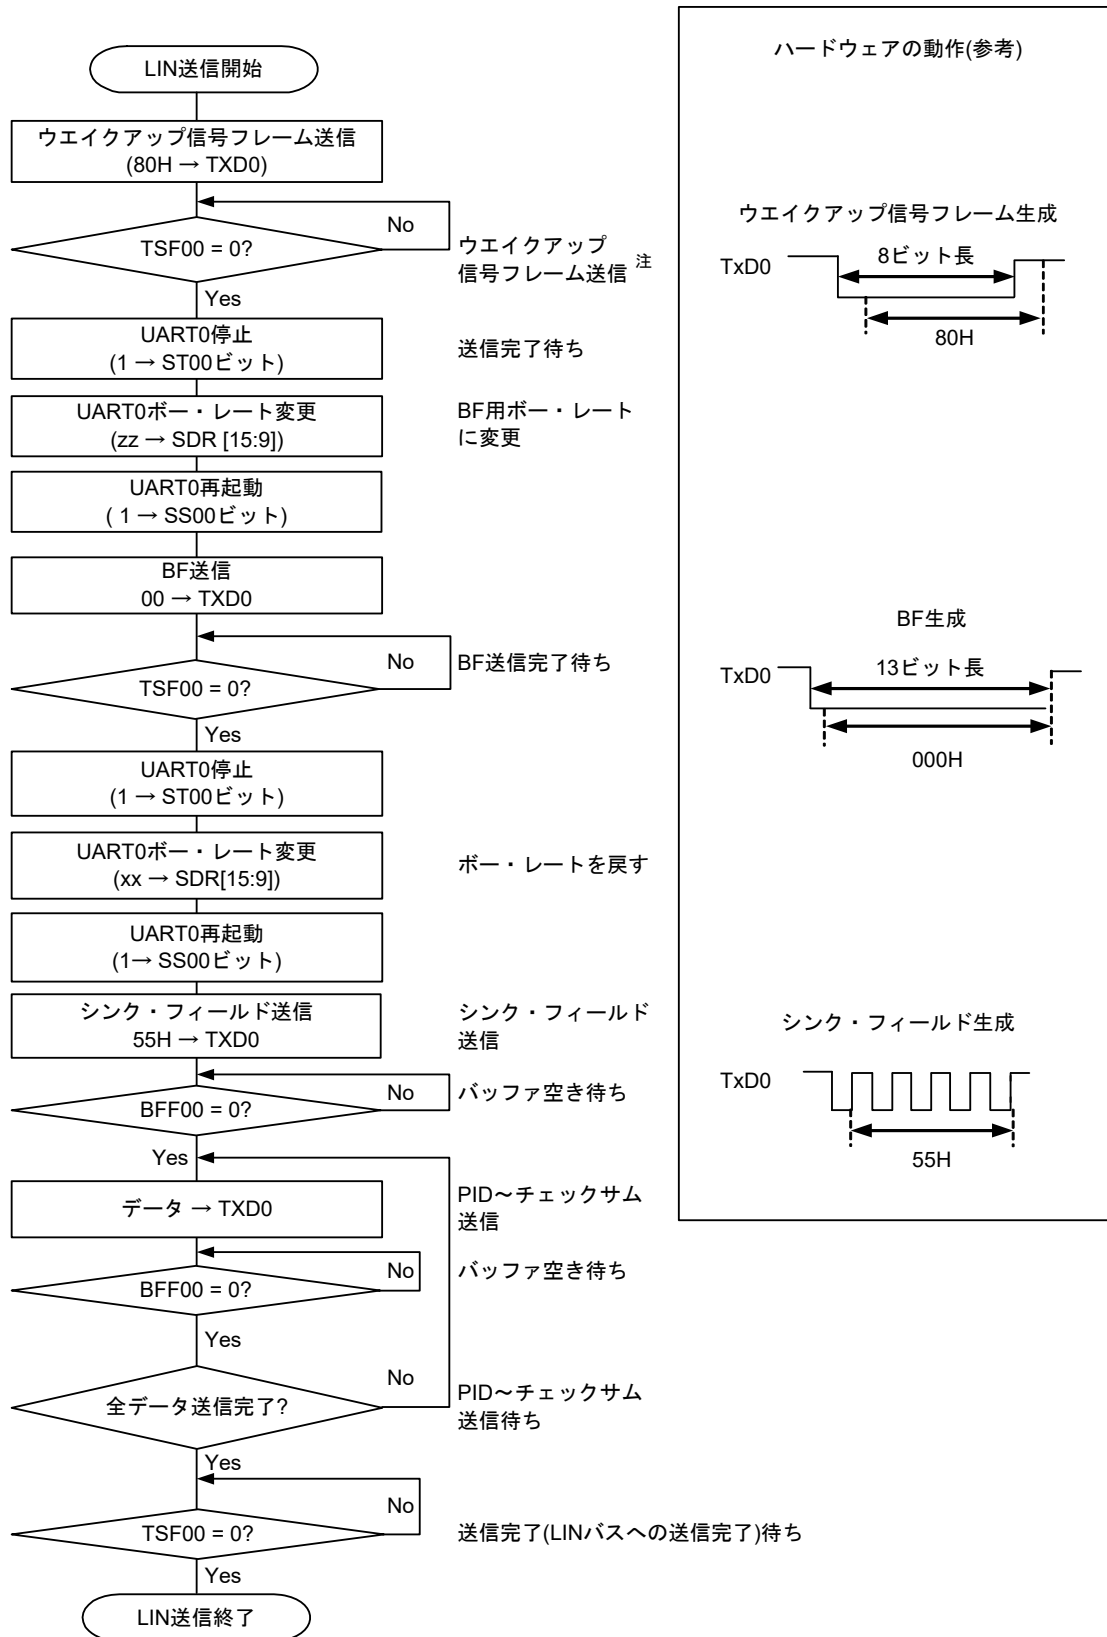 LIN送信開始
ウエイクアップ信号フレーム送信
(80H → TXD0)
No
TSF00 = 0?
ウエイクアップ
信号フレーム送信 注
Yes
UART0停止
(1 → ST00ビット)
送信完了待ち
UART0ボー・レート変更
(zz → SDR [15:9])
BF用ボー・レート
に変更
UART0再起動
( 1 → SS00ビット)
BF送信
00 → TXD0
No
BF送信完了待ち
TSF00 = 0?
Yes
UART0停止
(1 → ST00ビット)
UART0ボー・レート変更
(xx → SDR[15:9])
ボー・レートを戻す
UART0再起動
(1→ SS00ビット)
シンク・フィールド送信
55H → TXD0
シンク・フィールド
送信
No
バッファ空き待ち
BFF00 = 0?
Yes
データ → TXD0
PID～チェックサム
送信
No
バッファ空き待ち
BFF00 = 0?
Yes
No
全データ送信完了?
PID～チェックサム
送信待ち
Yes
No
TSF00 = 0?
送信完了(LINバスへの送信完了)待ち
Yes
LIN送信終了
ハードウェアの動作(参考)
ウエイクアップ信号フレーム生成
TxD0
8ビット長
80H
BF生成
TxD0
13ビット長
000H
シンク・フィールド生成
TxD0
55H